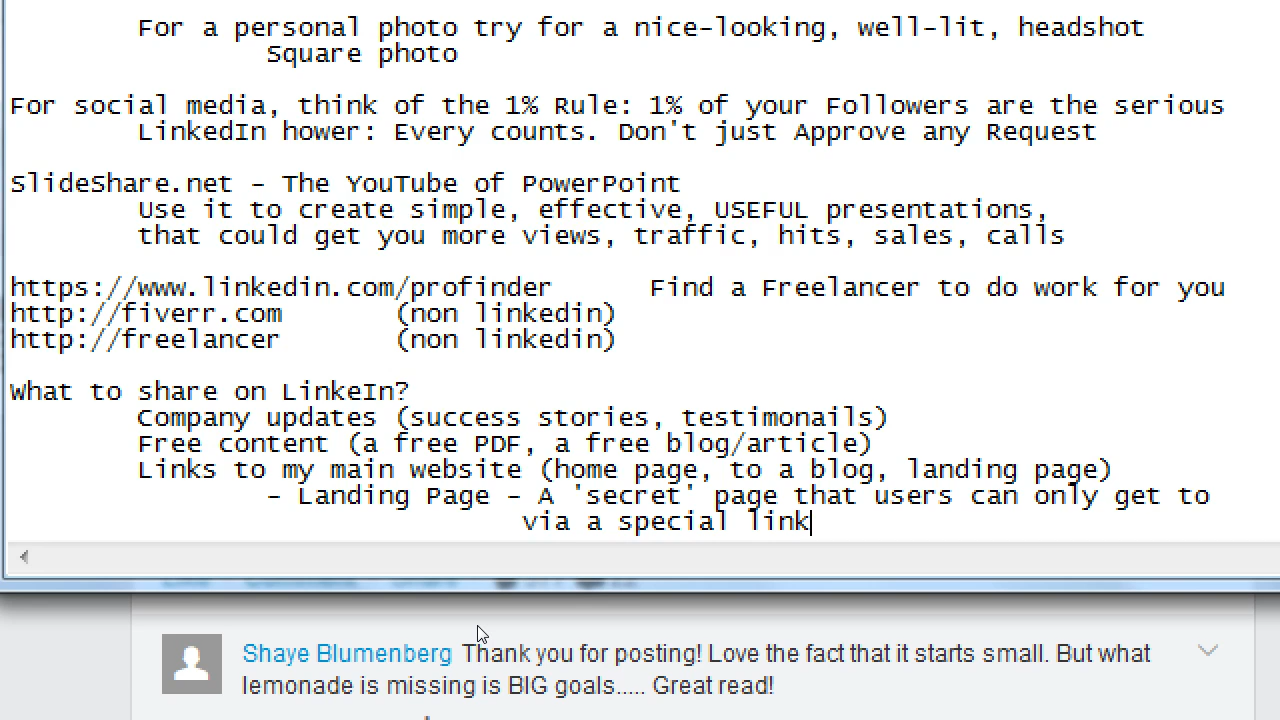 For a personal photo try for a nice-looking, well-lit, headshot
Square photo
For social media, think of the 1% Rule: 1% of your Followers are the serious
LinkedIn hower: Every counts. Don't just Approve any Request
SlideShare.net - The YouTube of PowerPoint
Use it to create simple, effective, USEFUL presentations,
that could get you more views, traffic, hits, sales, calls
https://www.linkedin.com/profinder Find a Freelancer to do work for you
http://fiverr.com (non linkedin)
http://freelancer (non linkedin)
What to share on LinkeIn?
Company updates (success stories, testimonails)
Free content (a free PDF, a free blog/article)
Links to my main website (home page, to a blog, landing page)
- Landing Page - A 'secret' page that users can only get to
via a special link
Shaye Blumenberg Thank you for posting! Love the fact that it starts small. But what
lemonade is missing is BIG goals..... Great read!